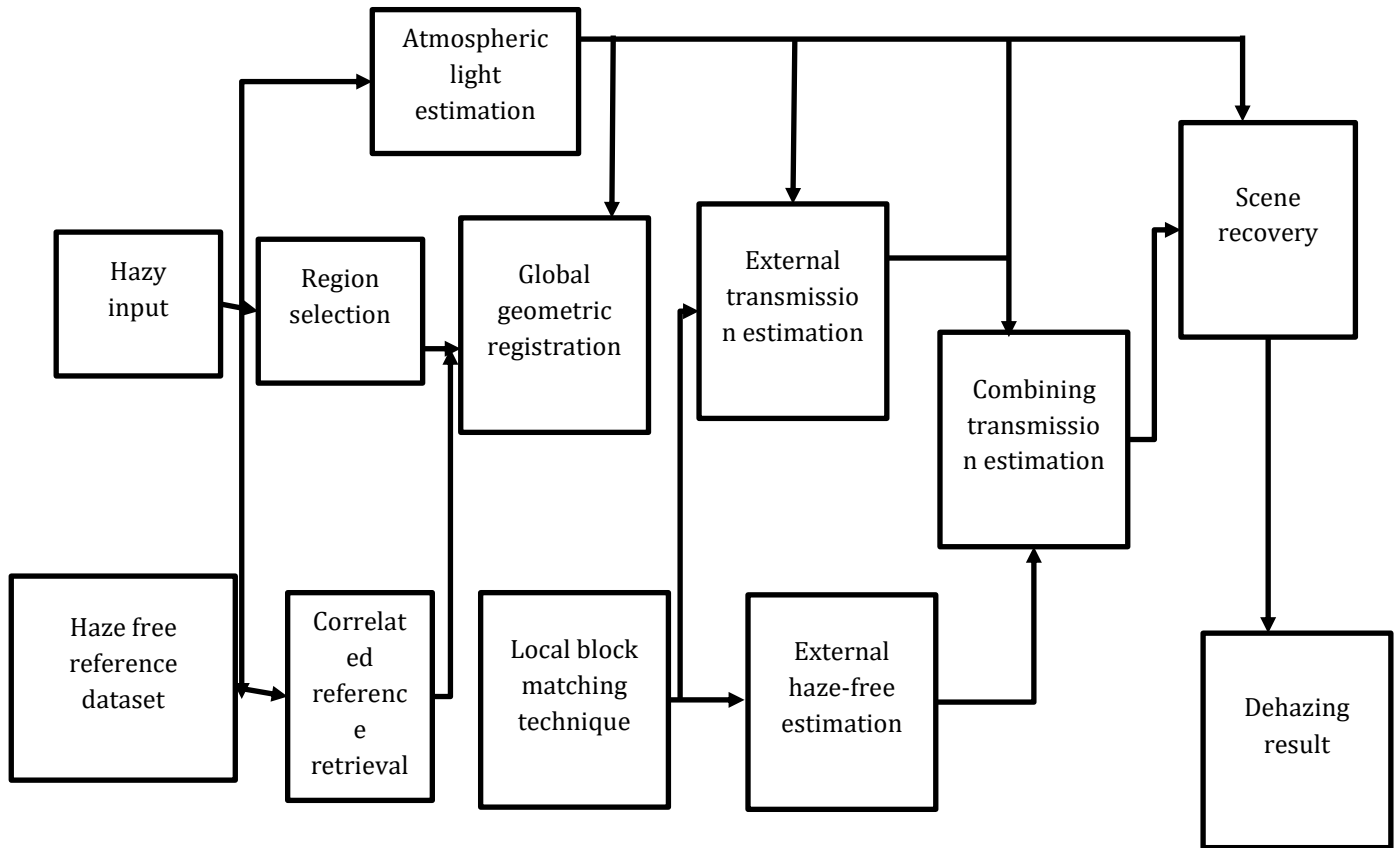 Atmospheric
light
estimation
Scene
recovery
Hazy
input
Region
selection
Global
geometric
registration
External
transmissio
n estimation
Combining
transmissio
n estimation
Haze free
reference
dataset
Correlat
ed
referenc
e
retrieval
Local block
matching
technique
External
haze-free
estimation
Dehazing
result